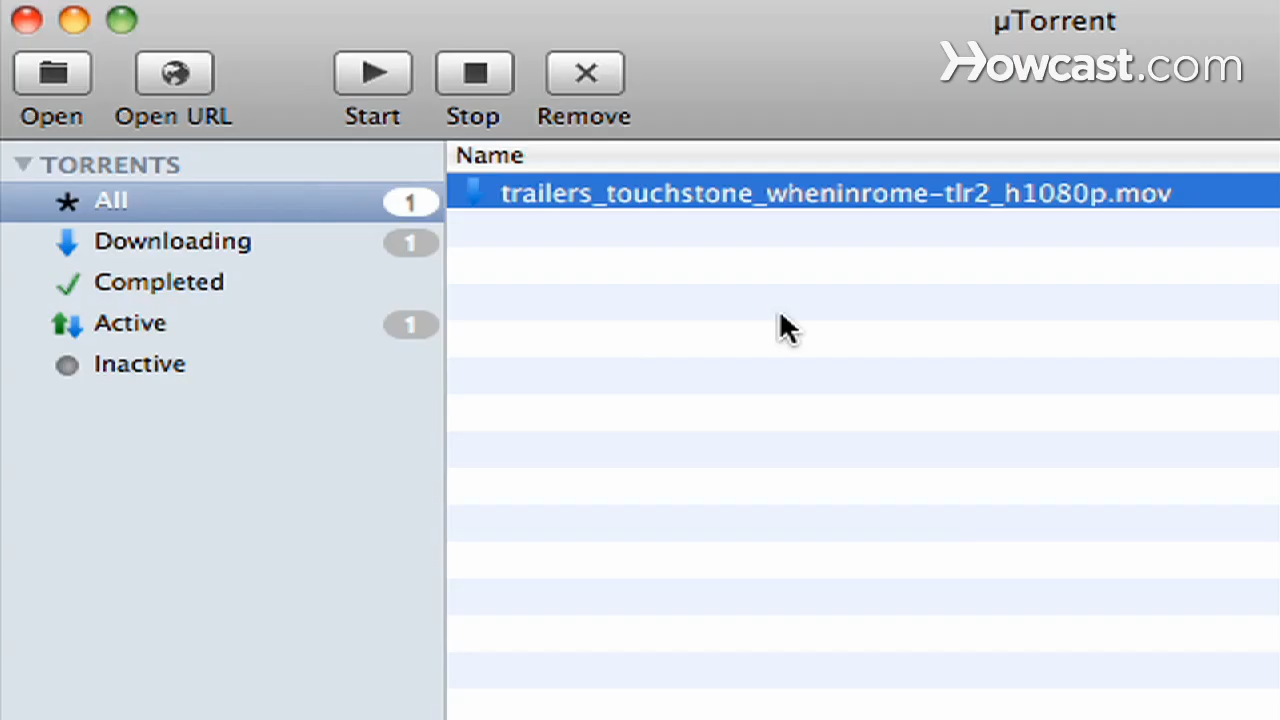 µTorrent
Howcast.com
Open
Open URL
Start
Stop
Remove
TORRENTS
All 1
Downloading 1
Completed
Active 1
Inactive
Name
trailers_touchstone_wheninrome-tlr2_h1080p.mov